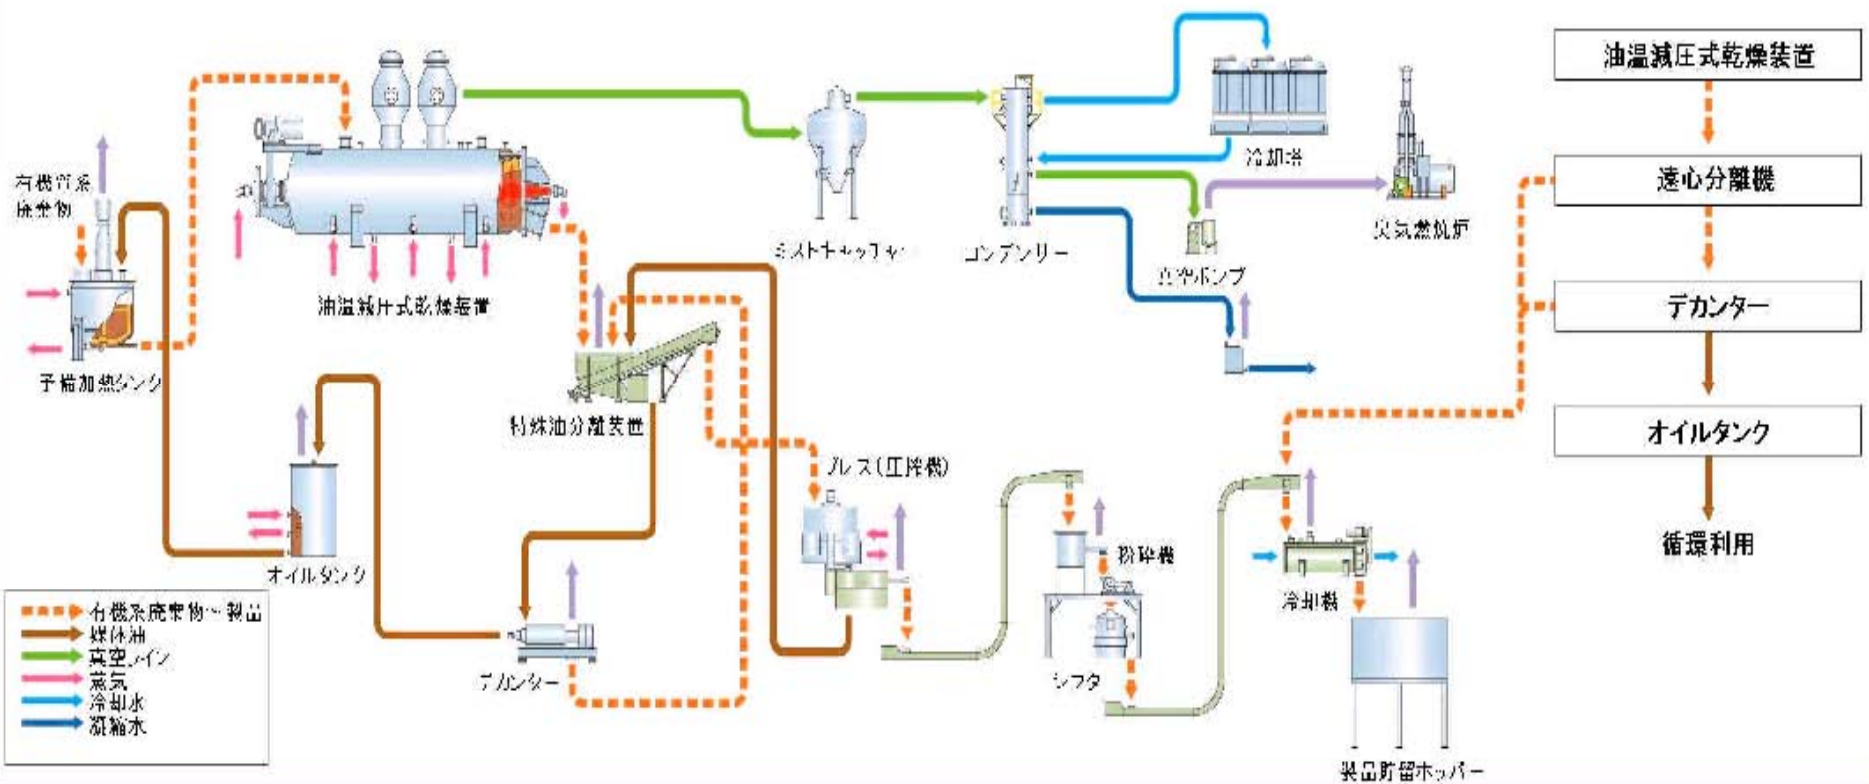 有機質系
廃棄物
予備加熱タンク
油温減圧式乾燥装置
ミストキャッチャー
コンデンサー
冷却塔
真空ポンプ
臭気燃焼炉
特殊油分離装置
オイルタンク
デカンター
プレス(圧搾機)
粉砕機
シフタ
冷却機
製品貯留ホッパー
有機系廃棄物~製品
媒体油
真空ライン
蒸気
冷却水
凝縮水
油温減圧式乾燥装置
遠心分離機
デカンター
オイルタンク
循環利用